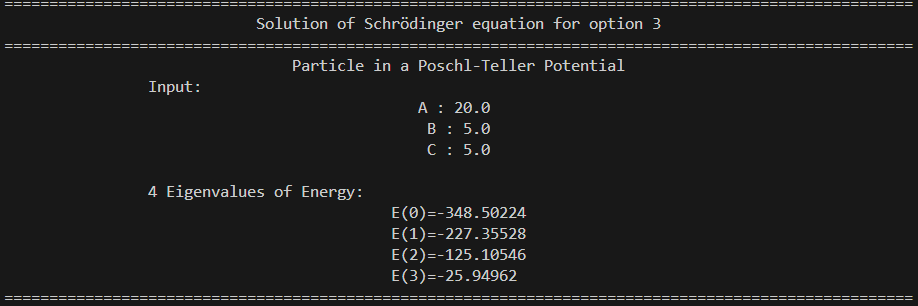 Solution of Schrödinger equation for option 3
Particle in a Poschl-Teller Potential
Input:
A : 20.0
B : 5.0
C : 5.0
4 Eigenvalues of Energy:
E(0)=-348.50224
E(1)=-227.35528
E(2)=-125.10546
E(3)=-25.94962